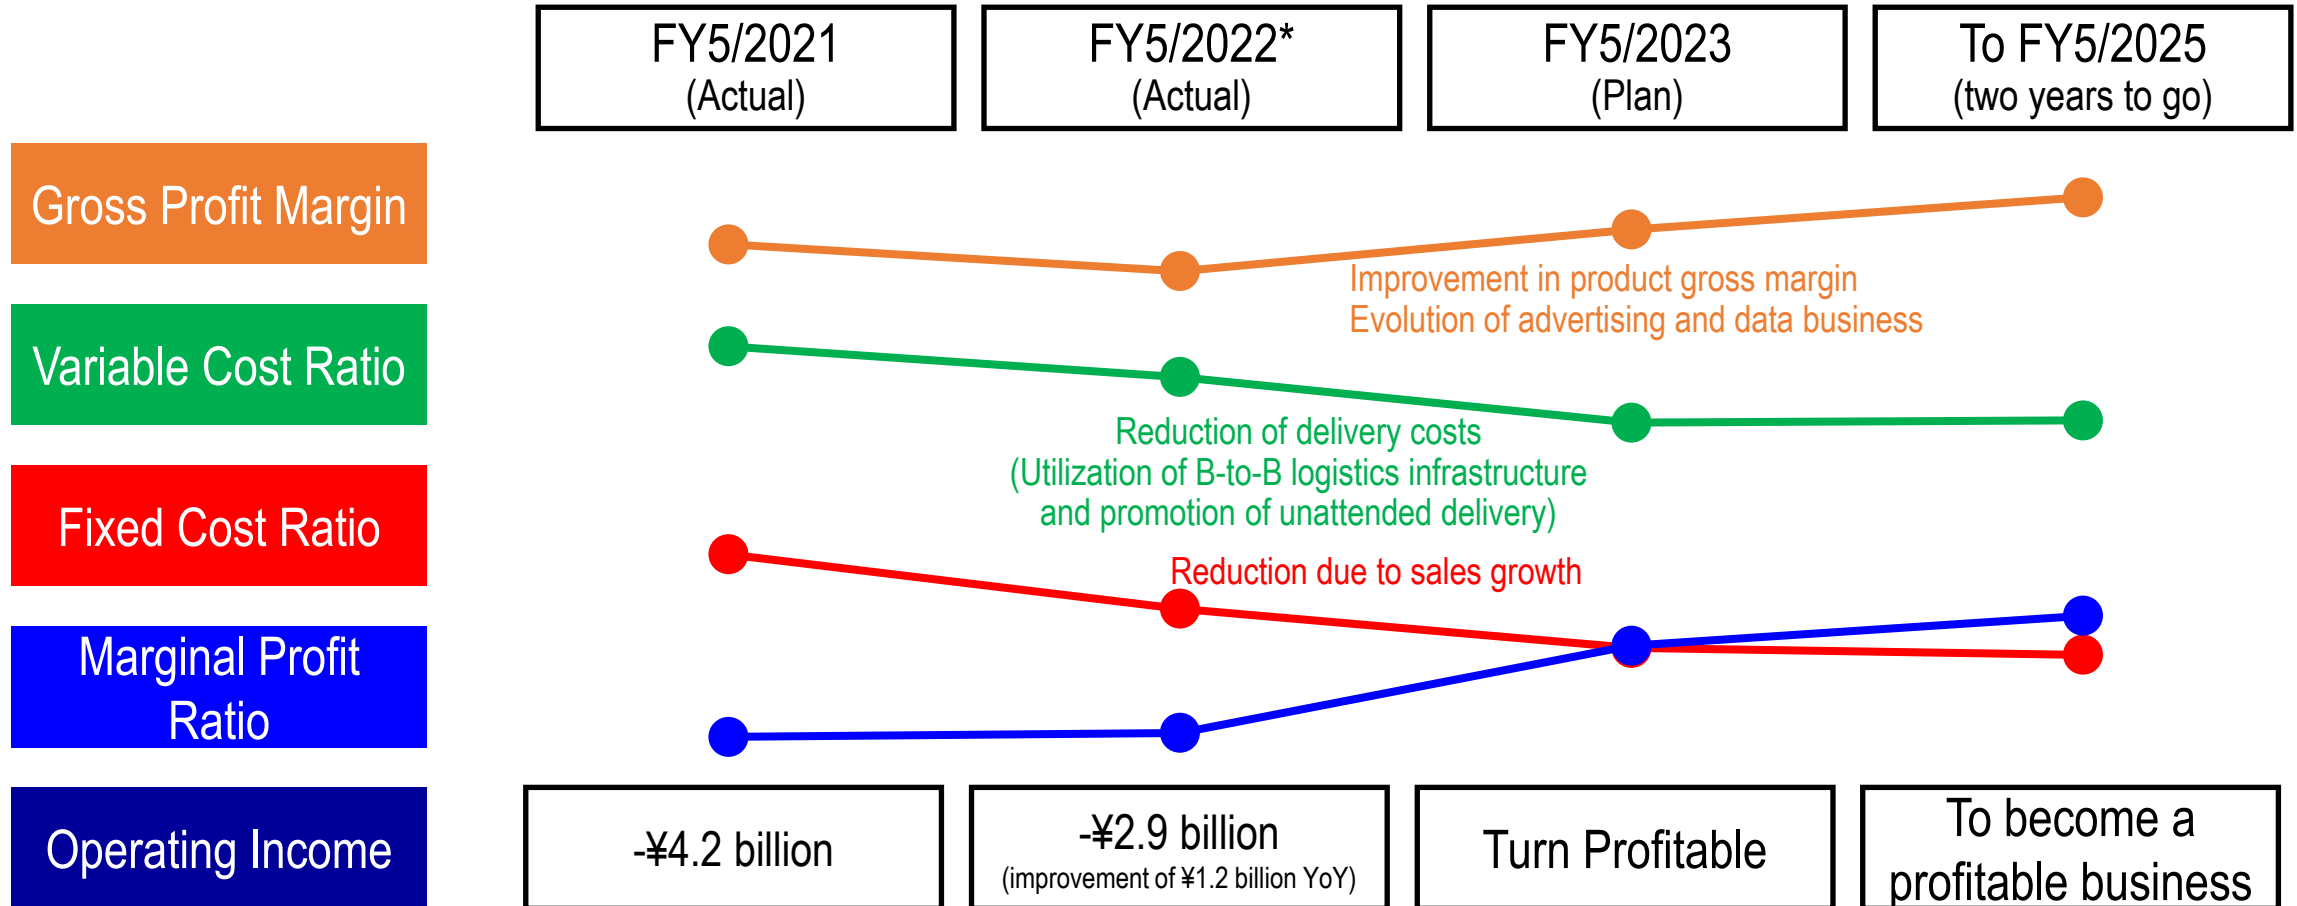 FY5/2021
(Actual)
FY5/2022*
(Actual)
FY5/2023
(Plan)
To FY5/2025
(two years to go)
Gross Profit Margin
Improvement in product gross margin
Evolution of advertising and data business
Variable Cost Ratio
Reduction of delivery costs
(Utilization of B-to-B logistics infrastructure
and promotion of unattended delivery)
Fixed Cost Ratio
Reduction due to sales growth
Marginal Profit
Ratio
Operating Income
-¥4.2 billion
-¥2.9 billion
(improvement of ¥1.2 billion YoY)
Turn Profitable
To become a
profitable business